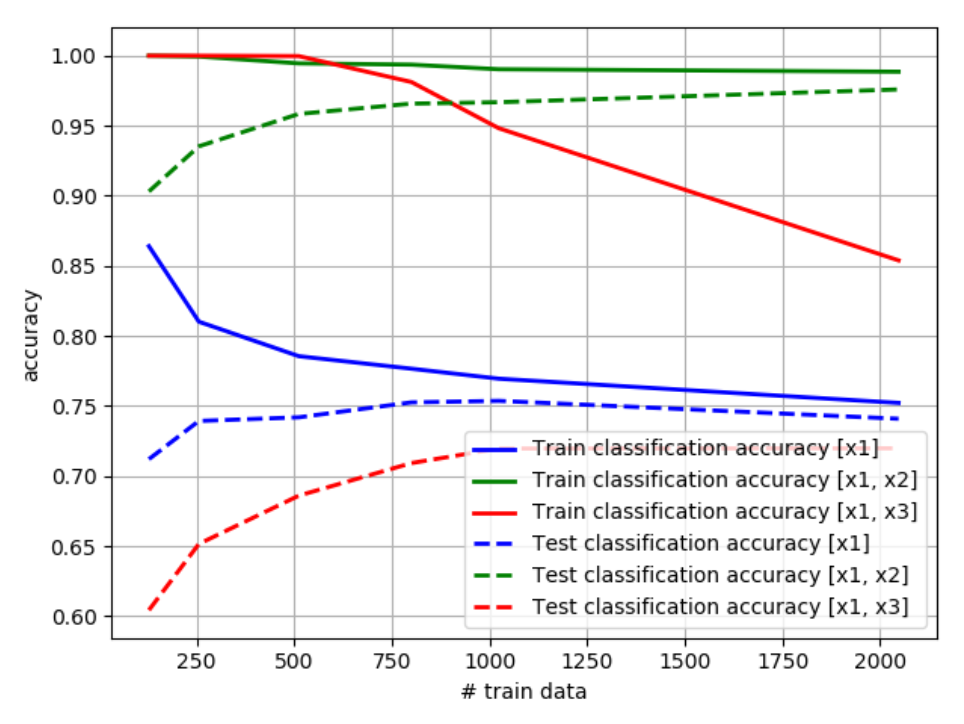 1.00
0.95
0.90
0.85
0.80
0.75
0.70
0.65
0.60
accuracy
Train classification accuracy [x1]
Train classification accuracy [x1, x2]
Train classification accuracy [x1, x3]
Test classification accuracy [x1]
Test classification accuracy [x1, x2]
Test classification accuracy [x1, x3]
250 500 750 1000 1250 1500 1750 2000
# train data